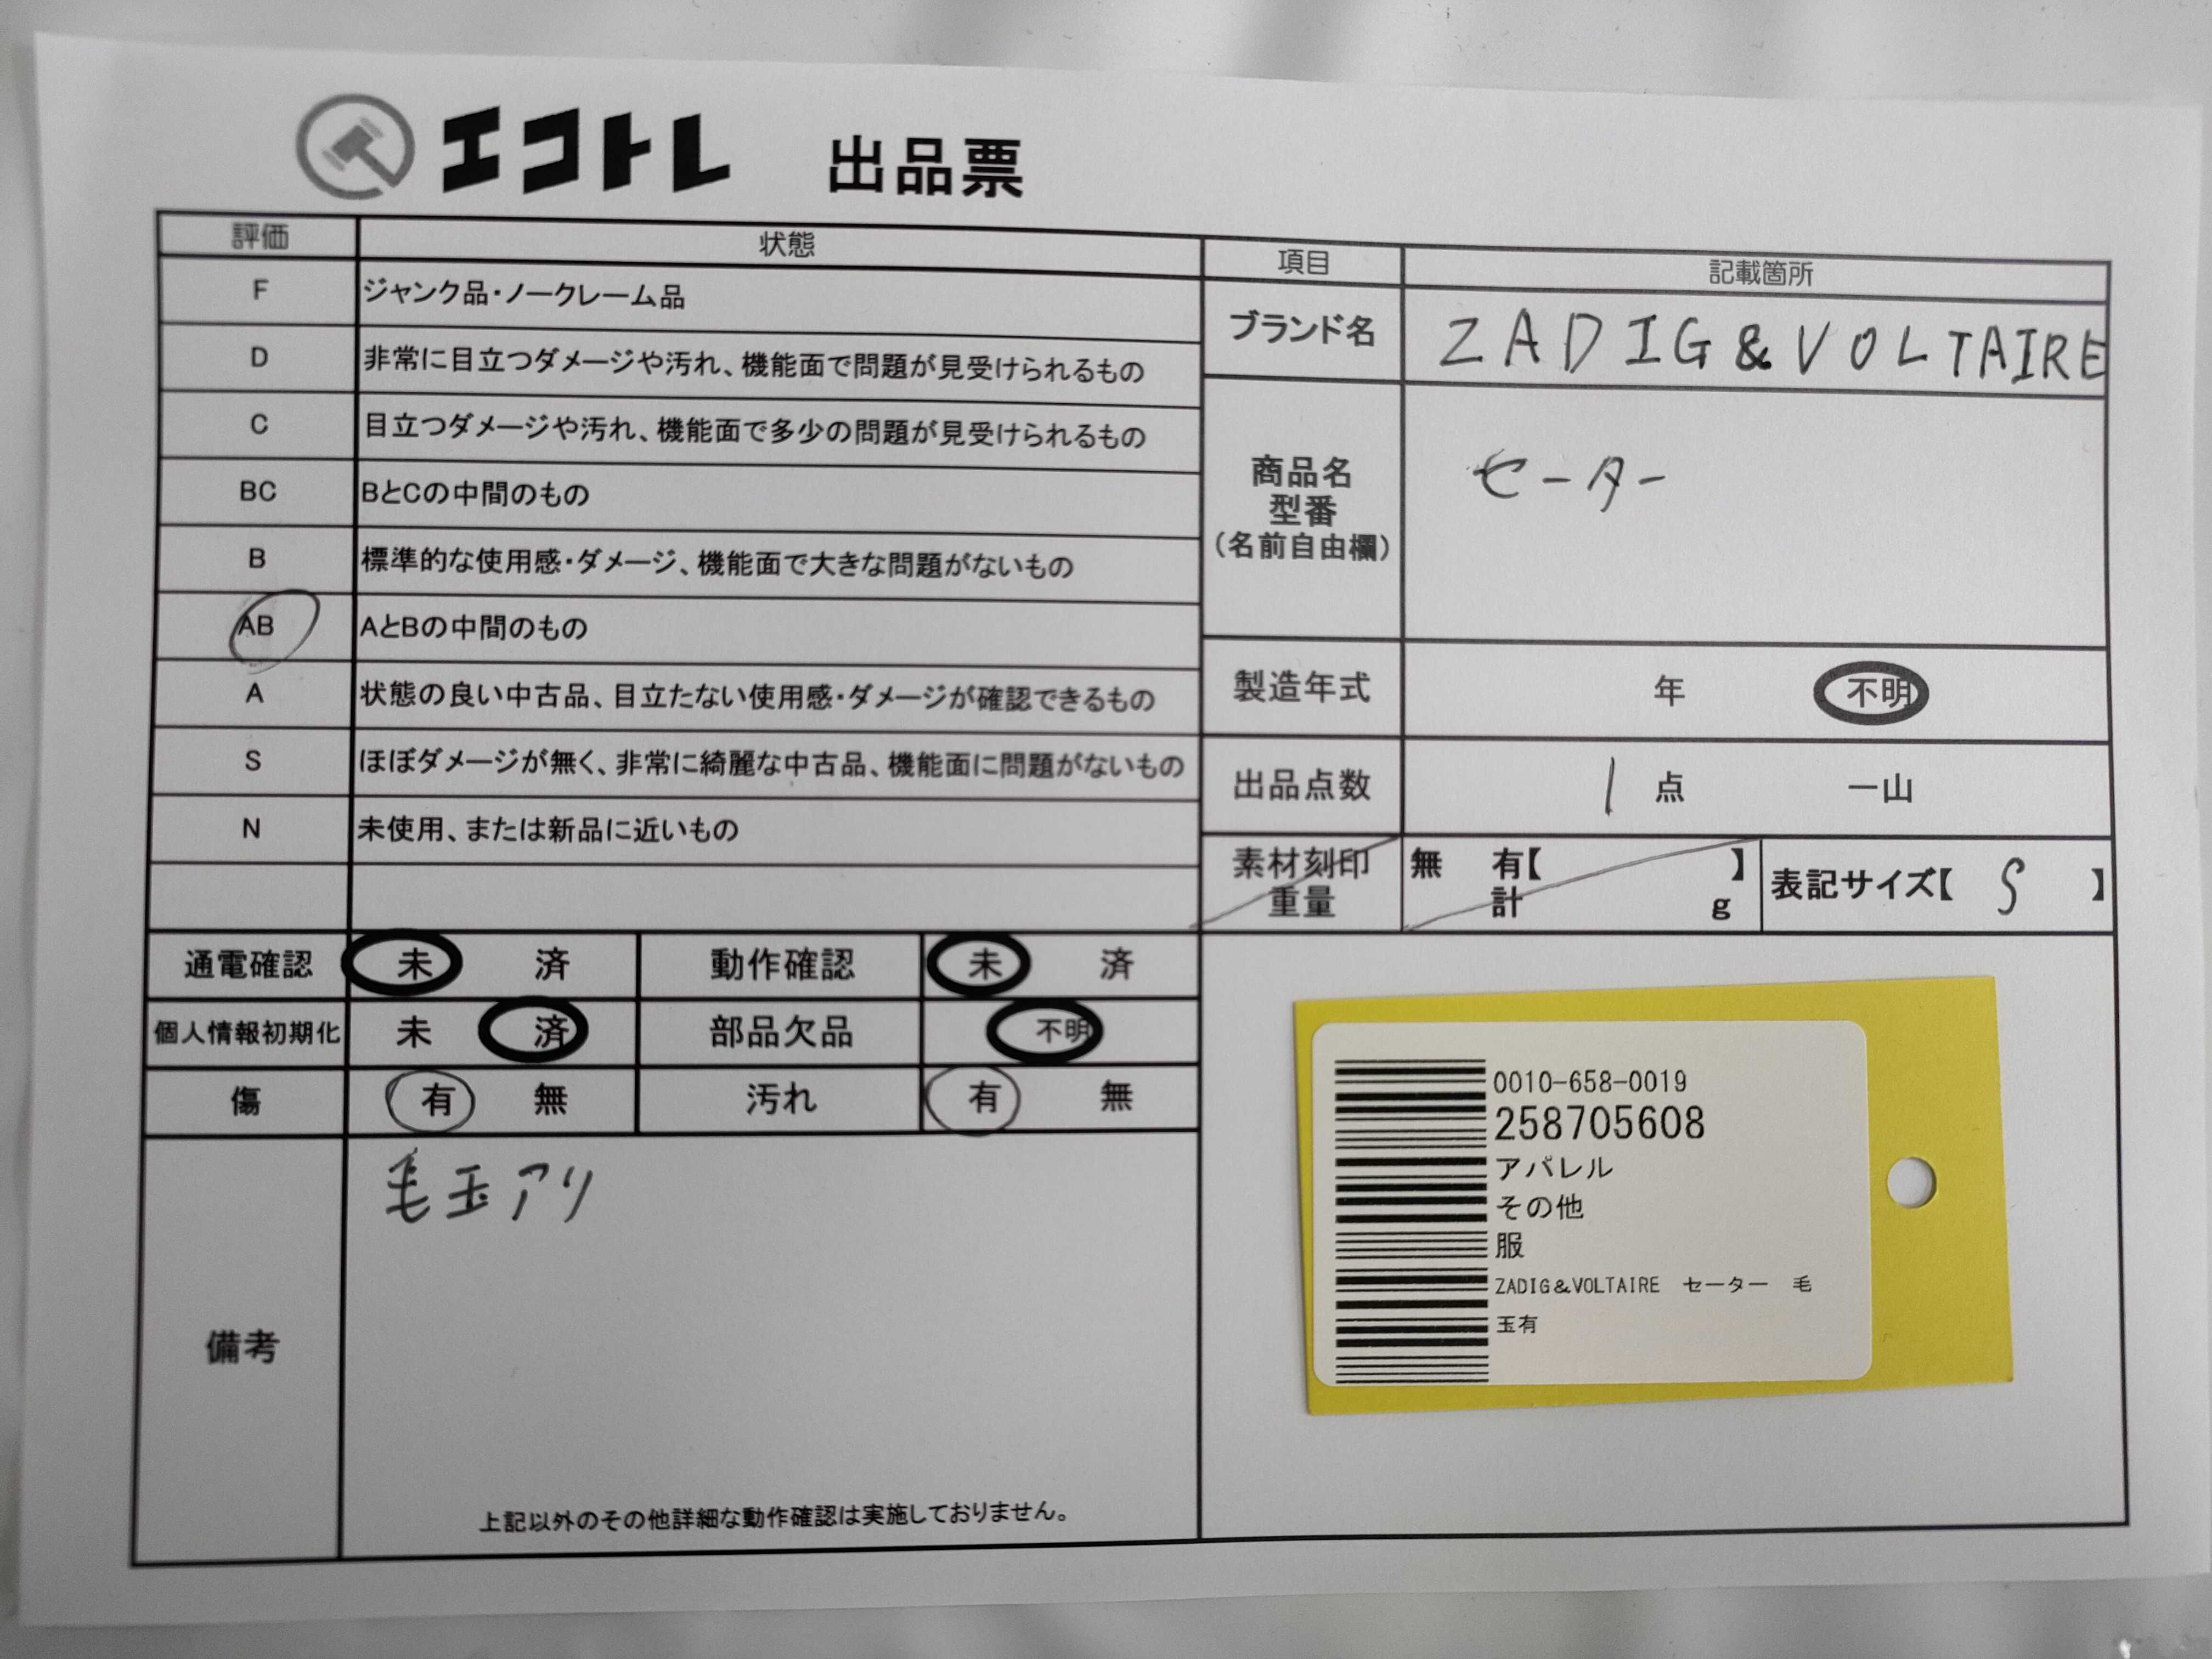 エコトレ 出品票
評価 状態
F ジャンク品・ノークレーム品
D 非常に目立つダメージや汚れ、機能面で問題が見受けられるもの
C 目立つダメージや汚れ、機能面で多少の問題が見受けられるもの
BC BとCの中間のもの
B 標準的な使用感・ダメージ、機能面で大きな問題がないもの
AB AとBの中間のもの
A 状態の良い中古品、目立たない使用感・ダメージが確認できるもの
S ほぼダメージが無く、非常に綺麗な中古品、機能面に問題がないもの
N 未使用、または新品に近いもの
項目 記載箇所
ブランド名 ZADIG&VOLTAIRE
商品名
型番
(名前自由欄)
セーター
製造年式 年 不明
出品点数 1 点 一山
素材刻印 無 有【 】
重量 計 g
表記サイズ【 S 】
通電確認 未 済 動作確認 未 済
個人情報初期化 未 済 部品欠品 不明
傷 有 無 汚れ 有 無
備考
毛玉アリ
上記以外のその他詳細な動作確認は実施しておりません。
0010-658-0019
258705608
アパレル
その他
服
ZADIG&VOLTAIRE セーター 毛
玉有